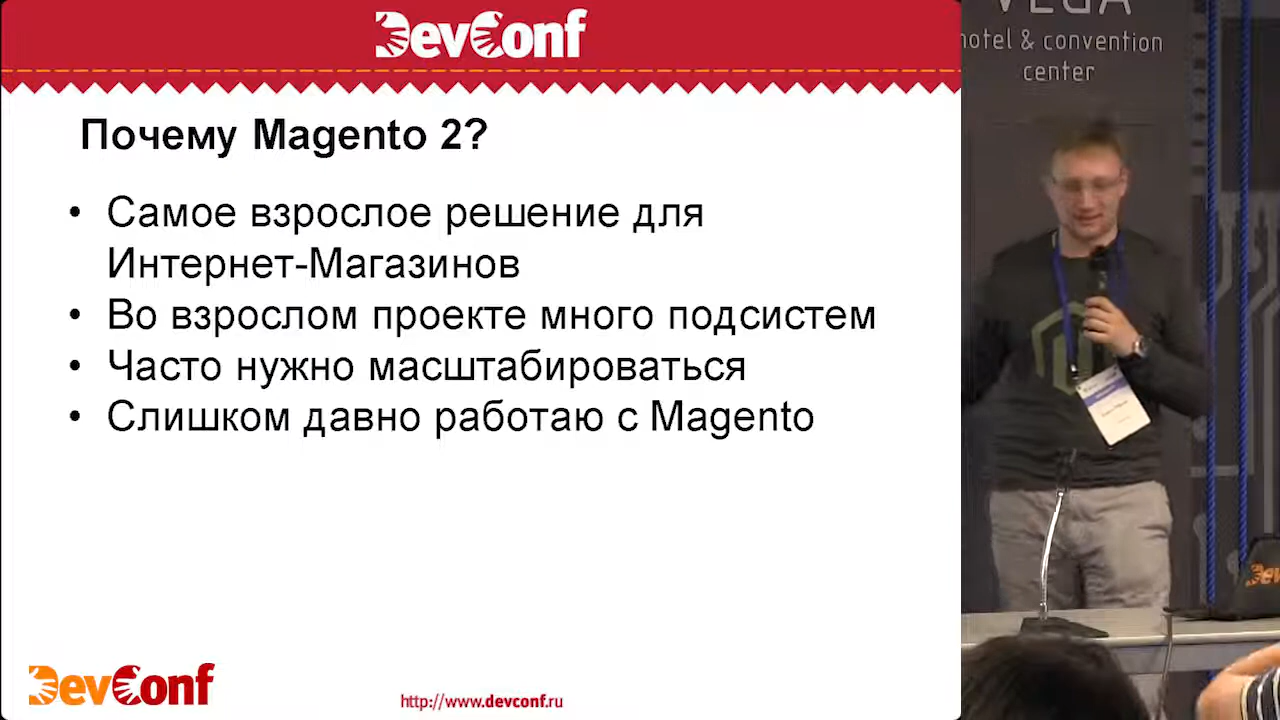 DevConf
Почему Magento 2?
• Самое взрослое решение для
Интернет-Магазинов
• Во взрослом проекте много подсистем
• Часто нужно масштабироваться
• Слишком давно работаю с Magento
DevConf
http://www.devconf.ru
VEGA
hotel & convention
center